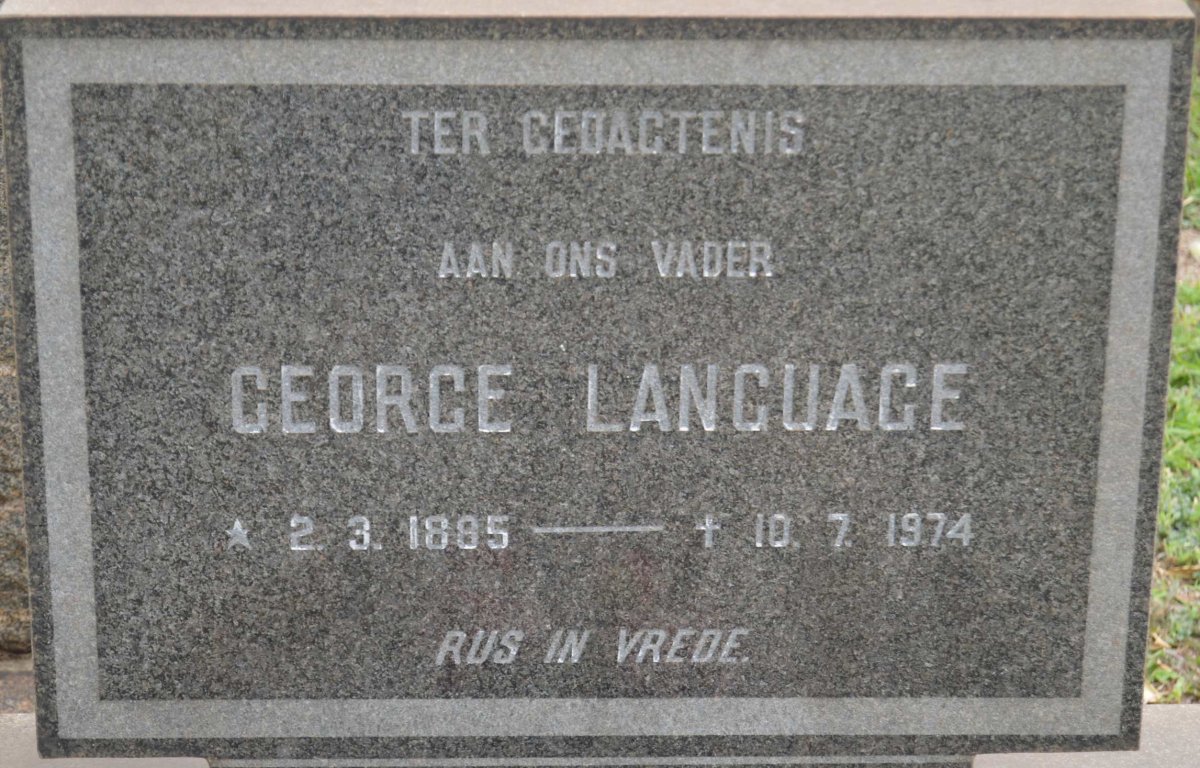 TER GEDACTENIS
AAN ONS VADER
GEORGE LANGUAGE
★ 2. 3. 1885 — † 10. 7. 1974
RUS IN VREDE.